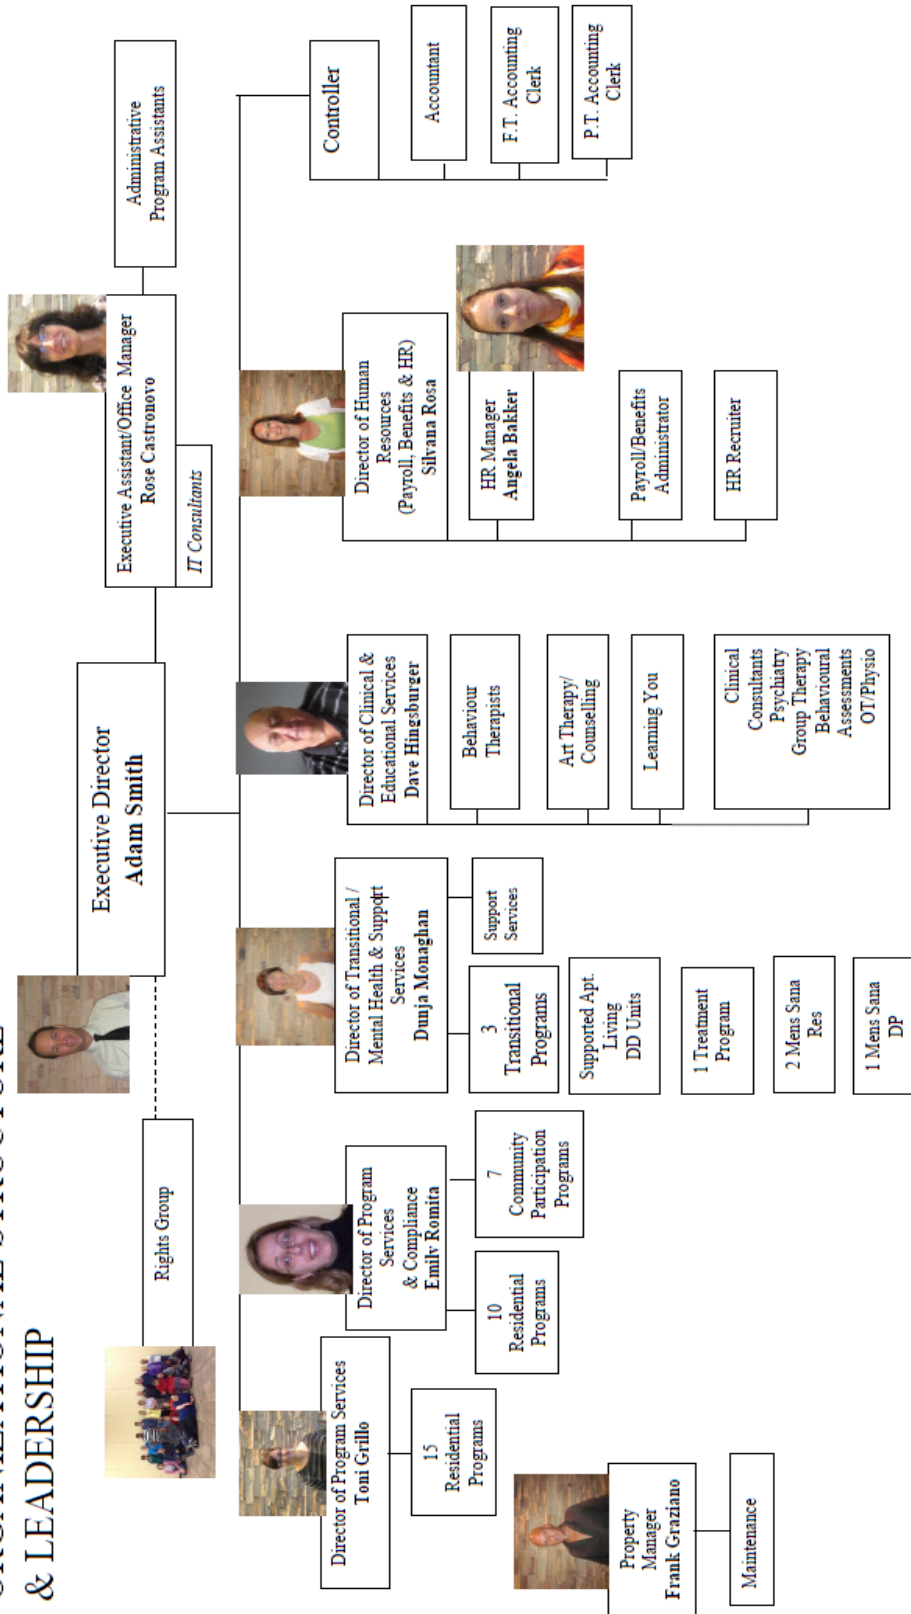 ORGANIZATIONAL STRUCTURE
& LEADERSHIP
Executive Director
Adam Smith
Rights Group
Executive Assistant/Office Manager
Rose Castronovo
IT Consultants
Administrative
Program Assistants
Director of Program Services
Toni Grillo
15
Residential
Programs
Property
Manager
Frank Graziano
Maintenance
Director of Program
Services
& Compliance
Emily Romita
10
Residential
Programs
7
Community
Participation
Programs
Director of Transitional /
Mental Health & Support
Services
Dunja Monaghan
3
Transitional
Programs
Support
Services
Supported Apt.
Living
DD Units
1 Treatment
Program
2 Mens Sana
Res
1 Mens Sana
DP
Director of Clinical &
Educational Services
Dave Hingsburger
Behaviour
Therapists
Art Therapy/
Counselling
Learning You
Clinical
Consultants
Psychiatry
Group Therapy
Behavioural
Assessments
OT/Physio
Director of Human
Resources
(Payroll, Benefits & HR)
Silvana Rosa
HR Manager
Angela Bakker
Payroll/Benefits
Administrator
HR Recruiter
Controller
Accountant
F.T. Accounting
Clerk
P.T. Accounting
Clerk